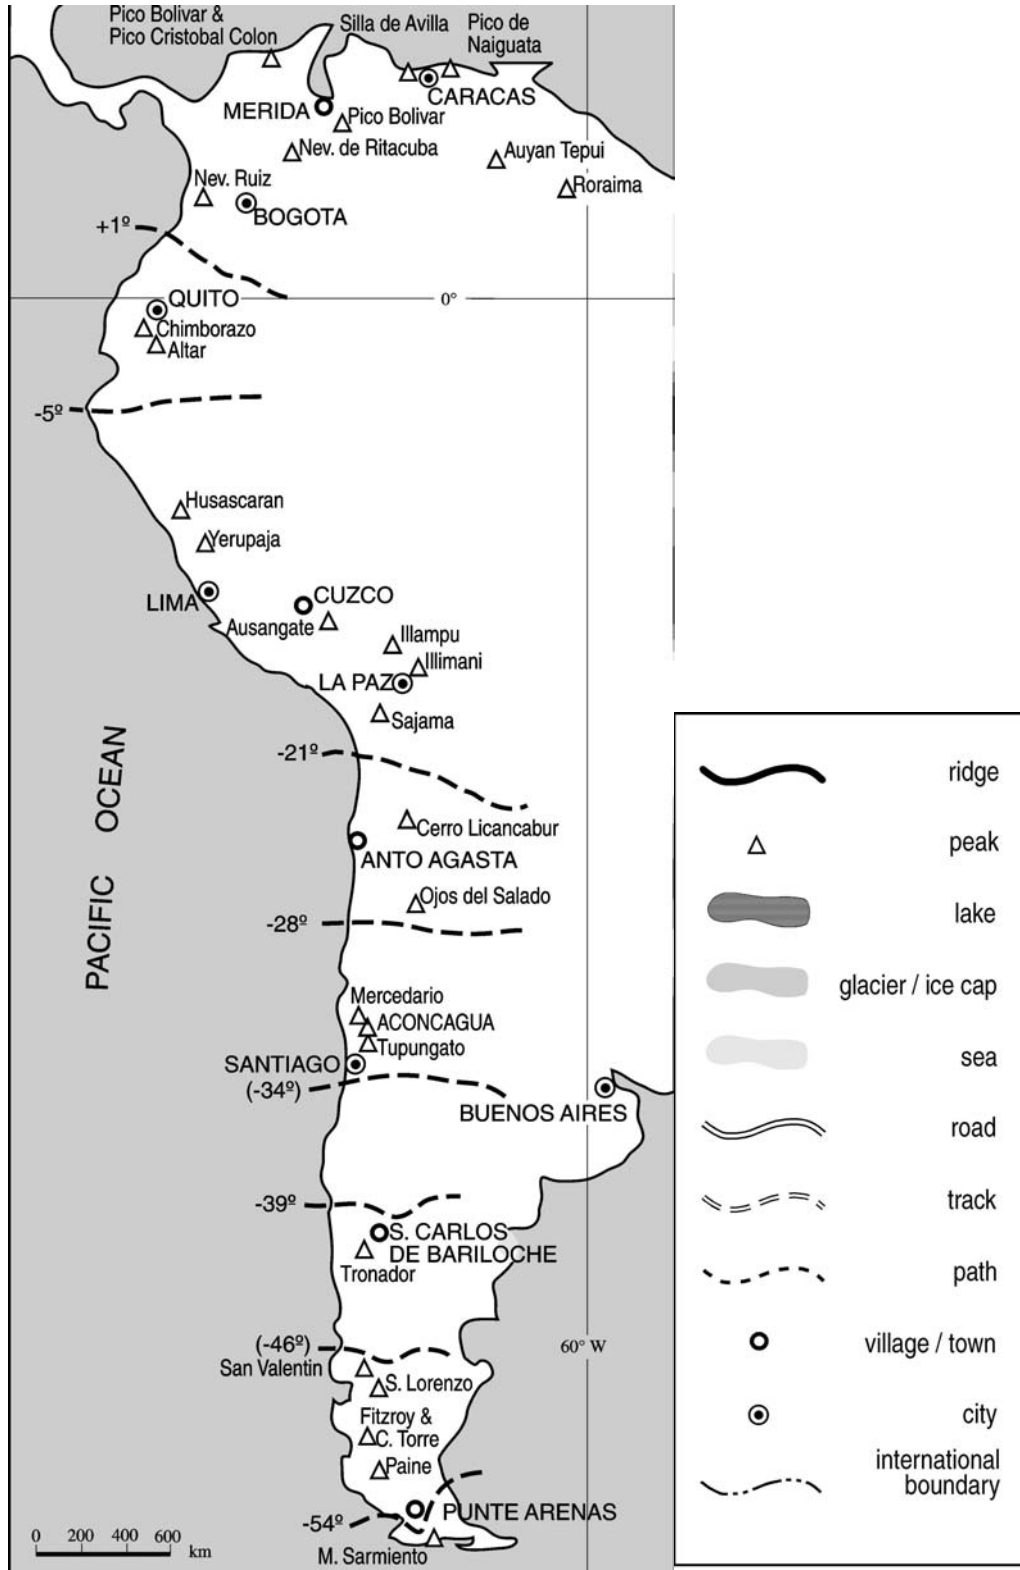 Pico Bolivar &
Pico Cristobal Colon
Silla de Avilla
Pico de
Naiguata
CARACAS
MERIDA
Pico Bolivar
Nev. de Ritacuba
Auyan Tepui
Nev. Ruiz
Roraima
BOGOTA
+1º
QUITO
0°
Chimborazo
Altar
-5º
Husascaran
Yerupaja
LIMA
CUZCO
Ausangate
Illampu
Illimani
LA PAZ
Sajama
-21º
PACIFIC OCEAN
Cerro Licancabur
ANTO AGASTA
Ojos del Salado
-28º
Mercedario
ACONCAGUA
Tupungato
SANTIAGO
(-34º)
BUENOS AIRES
-39º
S. CARLOS
DE BARILOCHE
Tronador
(-46º)
60° W
San Valentin
S. Lorenzo
Fitzroy &
C. Torre
Paine
PUNTE ARENAS
-54º
M. Sarmiento
0 200 400 600
km
ridge
peak
lake
glacier / ice cap
sea
road
track
path
village / town
city
international
boundary